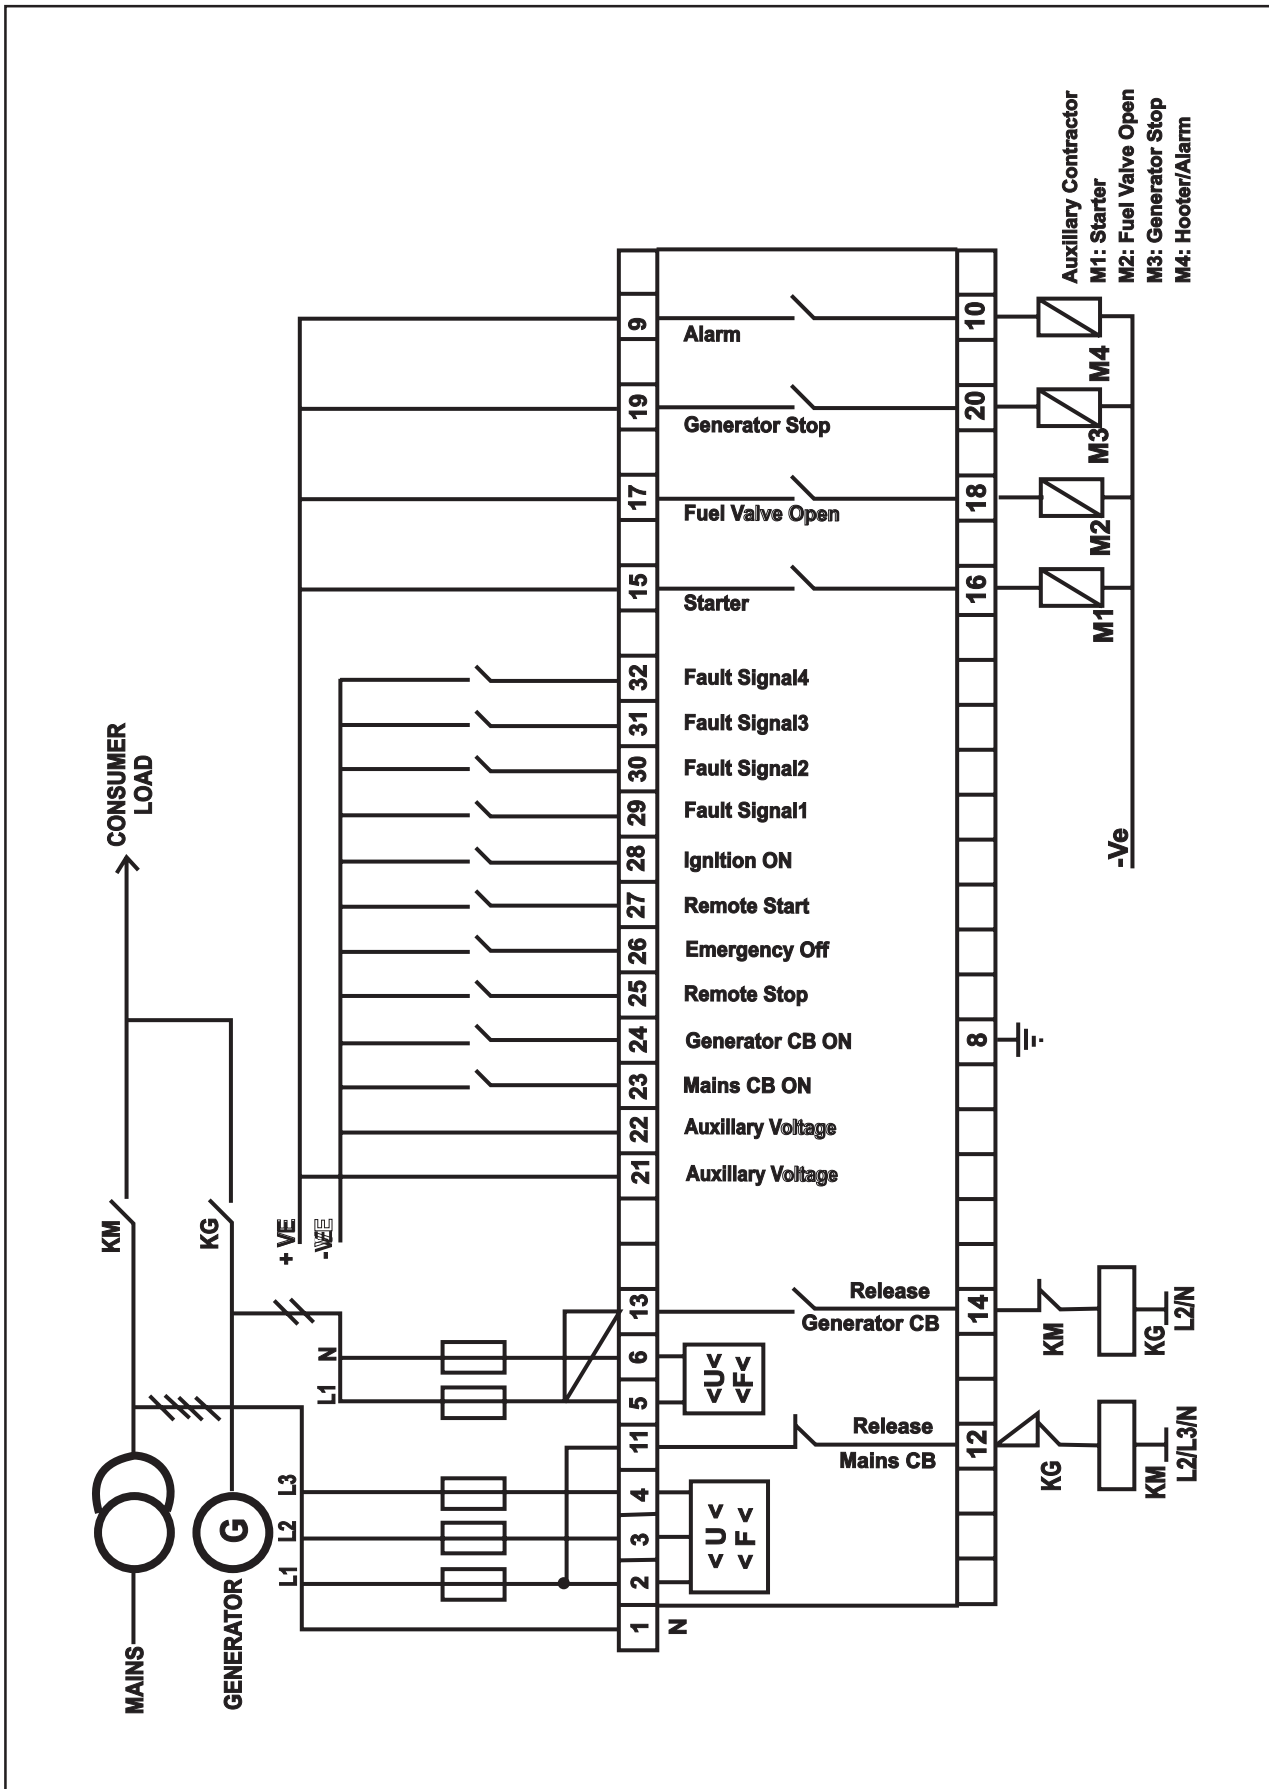 CONSUMER
LOAD
MAINS
KM
GENERATOR
G
KG
+ VE
-VE
L1
L2
L3
L1
N
1
2
3
4
11
5
6
13
21
22
23
24
25
26
27
28
29
30
31
32
15
17
19
9
N
<U<
<F<
<U<
<F<
Release
Mains CB
Release
Generator CB
Auxillary Voltage
Auxillary Voltage
Mains CB ON
Generator CB ON
Remote Stop
Emergency Off
Remote Start
Ignition ON
Fault Signal1
Fault Signal2
Fault Signal3
Fault Signal4
Starter
Fuel Valve Open
Generator Stop
Alarm
12
14
8
16
18
20
10
KG
KM
L2/L3/N
KM
KG
L2/N
-Ve
M1
M2
M3
M4
Auxillary Contractor
M1: Starter
M2: Fuel Valve Open
M3: Generator Stop
M4: Hooter/Alarm